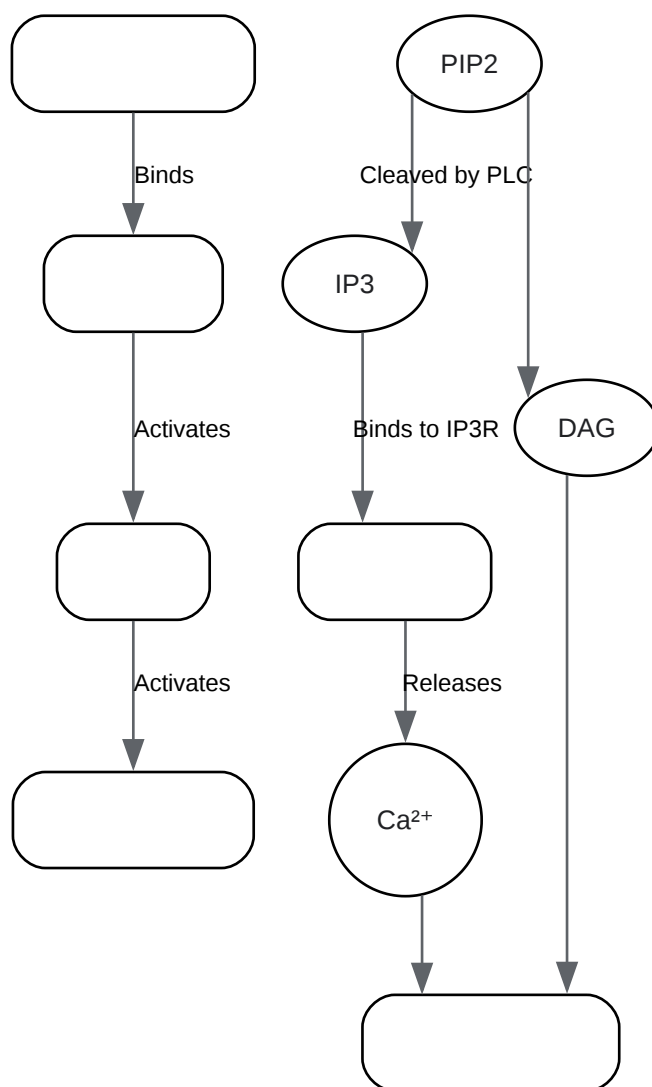 PIP2
Binds
Cleaved by PLC
IP3
Activates
Binds to IP3R
DAG
Activates
Releases
Ca²⁺